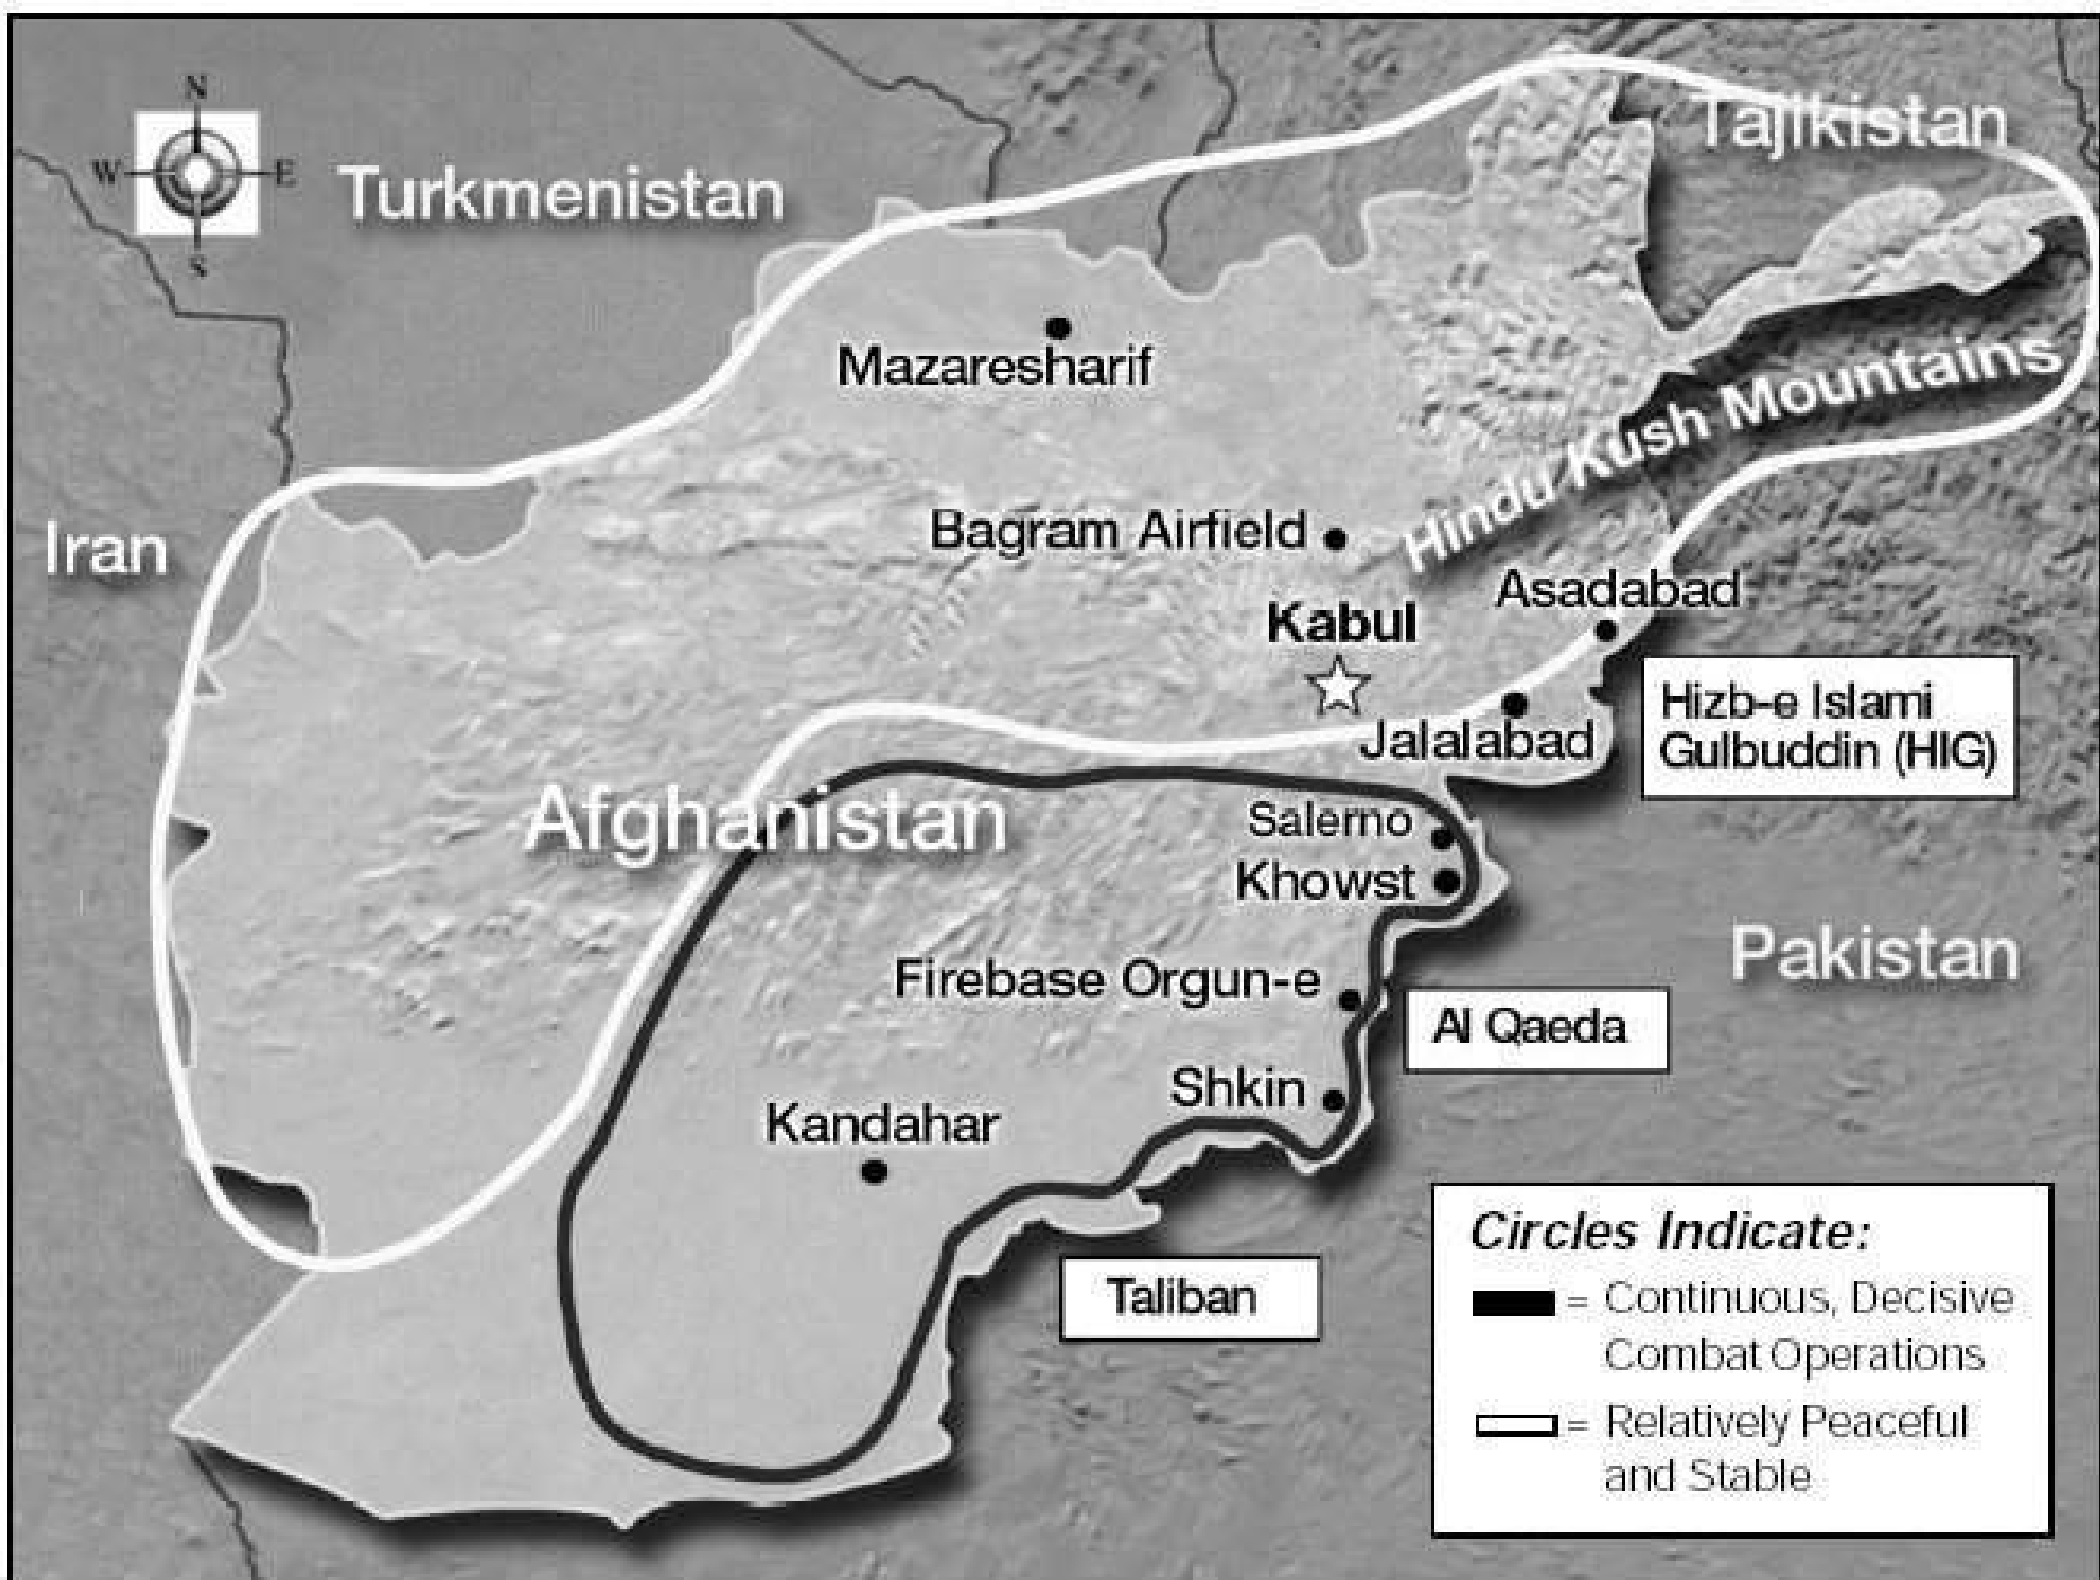 N
W
E
S
Turkmenistan
Tajikistan
Mazaresharif
Hindu Kush Mountains
Iran
Bagram Airfield
Asadabad
Kabul
Jalalabad
Hizb-e Islami
Gulbuddin (HIG)
Afghanistan
Salerno
Khowst
Pakistan
Firebase Orgun-e
Al Qaeda
Shkin
Kandahar
Taliban
Circles Indicate:
= Continuous, Decisive
Combat Operations
= Relatively Peaceful
and Stable